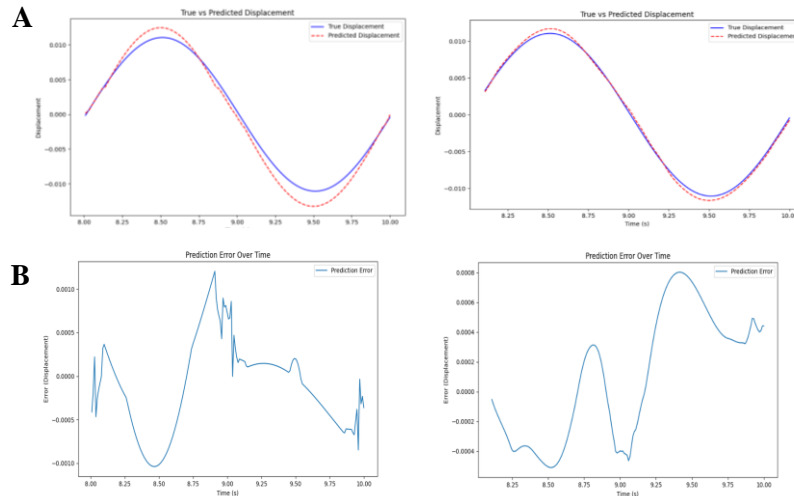 A
True vs Predicted Displacement
True Displacement
Predicted Displacement
Displacement
0.010
0.005
0.000
−0.005
−0.010
8.00 8.25 8.50 8.75 9.00 9.25 9.50 9.75 10.00
True vs Predicted Displacement
True Displacement
Predicted Displacement
Displacement
0.010
0.005
0.000
−0.005
−0.010
8.25 8.50 8.75 9.00 9.25 9.50 9.75 10.00
Time (s)
B
Prediction Error Over Time
Prediction Error
Error (Displacement)
0.0010
0.0005
0.0000
−0.0005
−0.0010
8.00 8.25 8.50 8.75 9.00 9.25 9.50 9.75 10.00
Time (s)
Prediction Error Over Time
Prediction Error
Error (Displacement)
0.0008
0.0006
0.0004
0.0002
0.0000
−0.0002
−0.0004
8.25 8.50 8.75 9.00 9.25 9.50 9.75 10.00
Time (s)